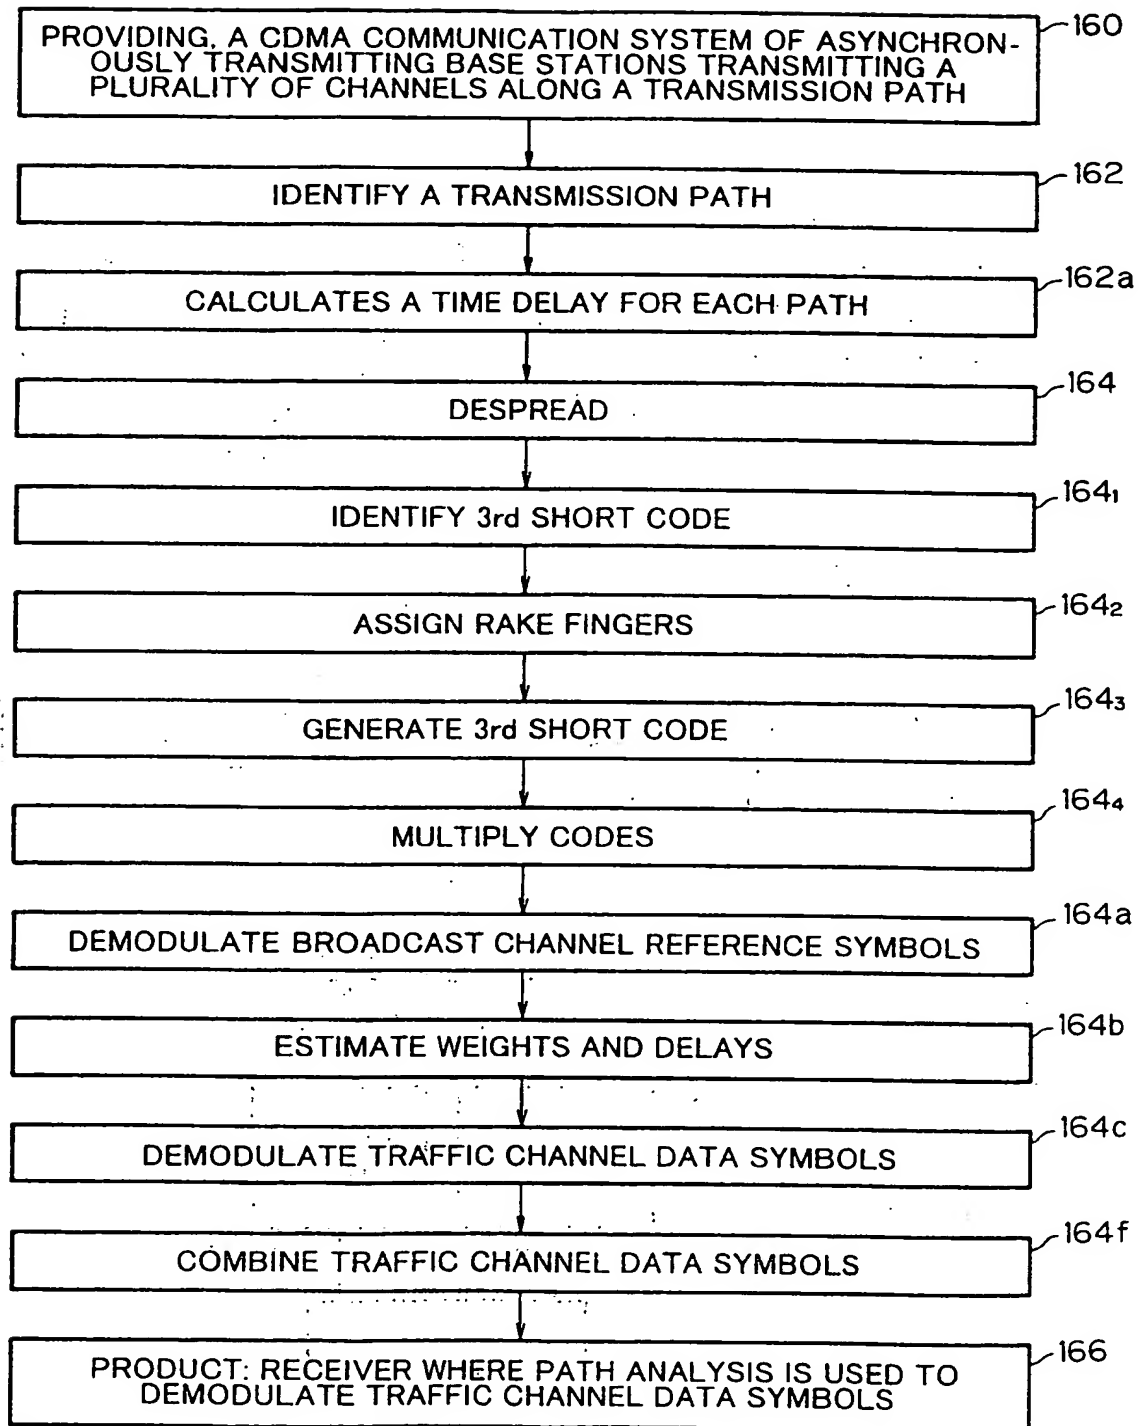 PROVIDING, A CDMA COMMUNICATION SYSTEM OF ASYNCHRON-
OUSLY TRANSMITTING BASE STATIONS TRANSMITTING A
PLURALITY OF CHANNELS ALONG A TRANSMISSION PATH
160
IDENTIFY A TRANSMISSION PATH
162
CALCULATES A TIME DELAY FOR EACH PATH
162a
DESPREAD
164
IDENTIFY 3rd SHORT CODE
164₁
ASSIGN RAKE FINGERS
164₂
GENERATE 3rd SHORT CODE
164₃
MULTIPLY CODES
164₄
DEMODULATE BROADCAST CHANNEL REFERENCE SYMBOLS
164a
ESTIMATE WEIGHTS AND DELAYS
164b
DEMODULATE TRAFFIC CHANNEL DATA SYMBOLS
164c
COMBINE TRAFFIC CHANNEL DATA SYMBOLS
164f
PRODUCT: RECEIVER WHERE PATH ANALYSIS IS USED TO
DEMODULATE TRAFFIC CHANNEL DATA SYMBOLS
166